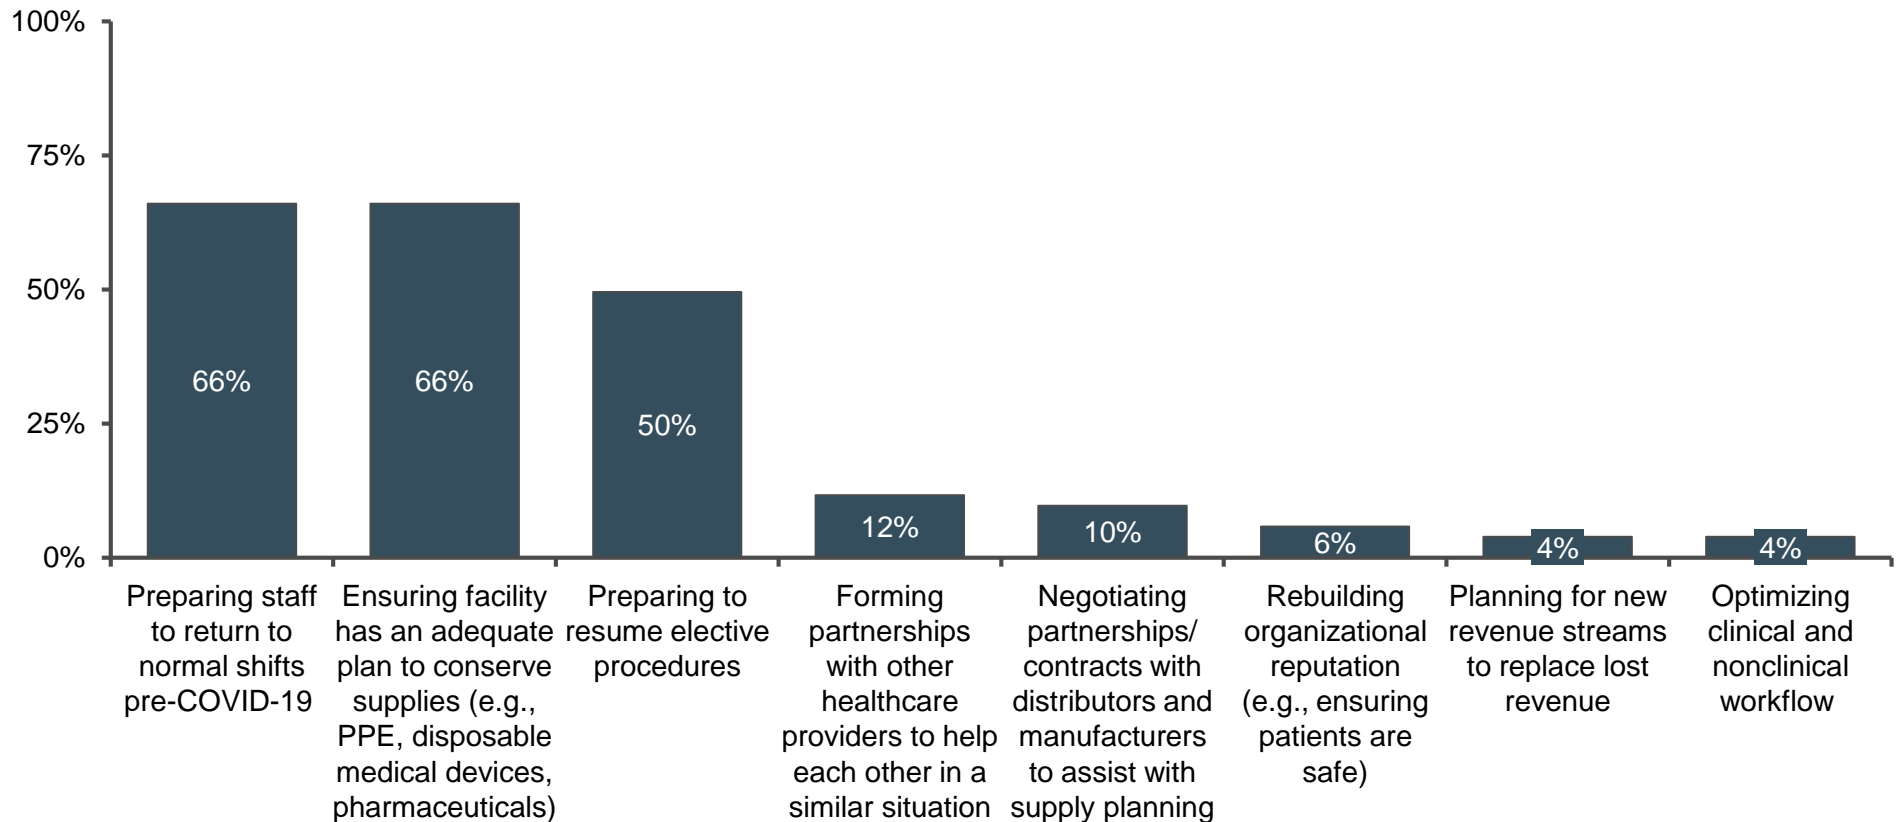 100%
75%
50%
25%
0%
66%
66%
50%
12%
10%
6%
4%
4%
Preparing staff
to return to
normal shifts
pre-COVID-19
Ensuring facility
has an adequate
plan to conserve
supplies (e.g.,
PPE, disposable
medical devices,
pharmaceuticals)
Preparing to
resume elective
procedures
Forming
partnerships
with other
healthcare
providers to help
each other in a
similar situation
Negotiating
partnerships/
contracts with
distributors and
manufacturers
to assist with
supply planning
Rebuilding
organizational
reputation
(e.g., ensuring
patients are
safe)
Planning for new
revenue streams
to replace lost
revenue
Optimizing
clinical and
nonclinical
workflow